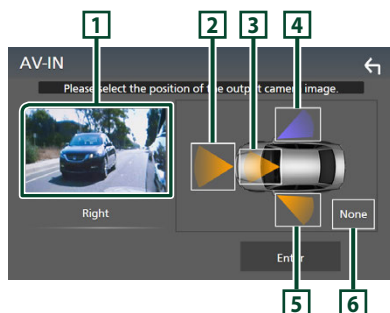 1
2
3
4
AV-IN
Please select the position of the output camera image.
Right
None
Enter
5
6